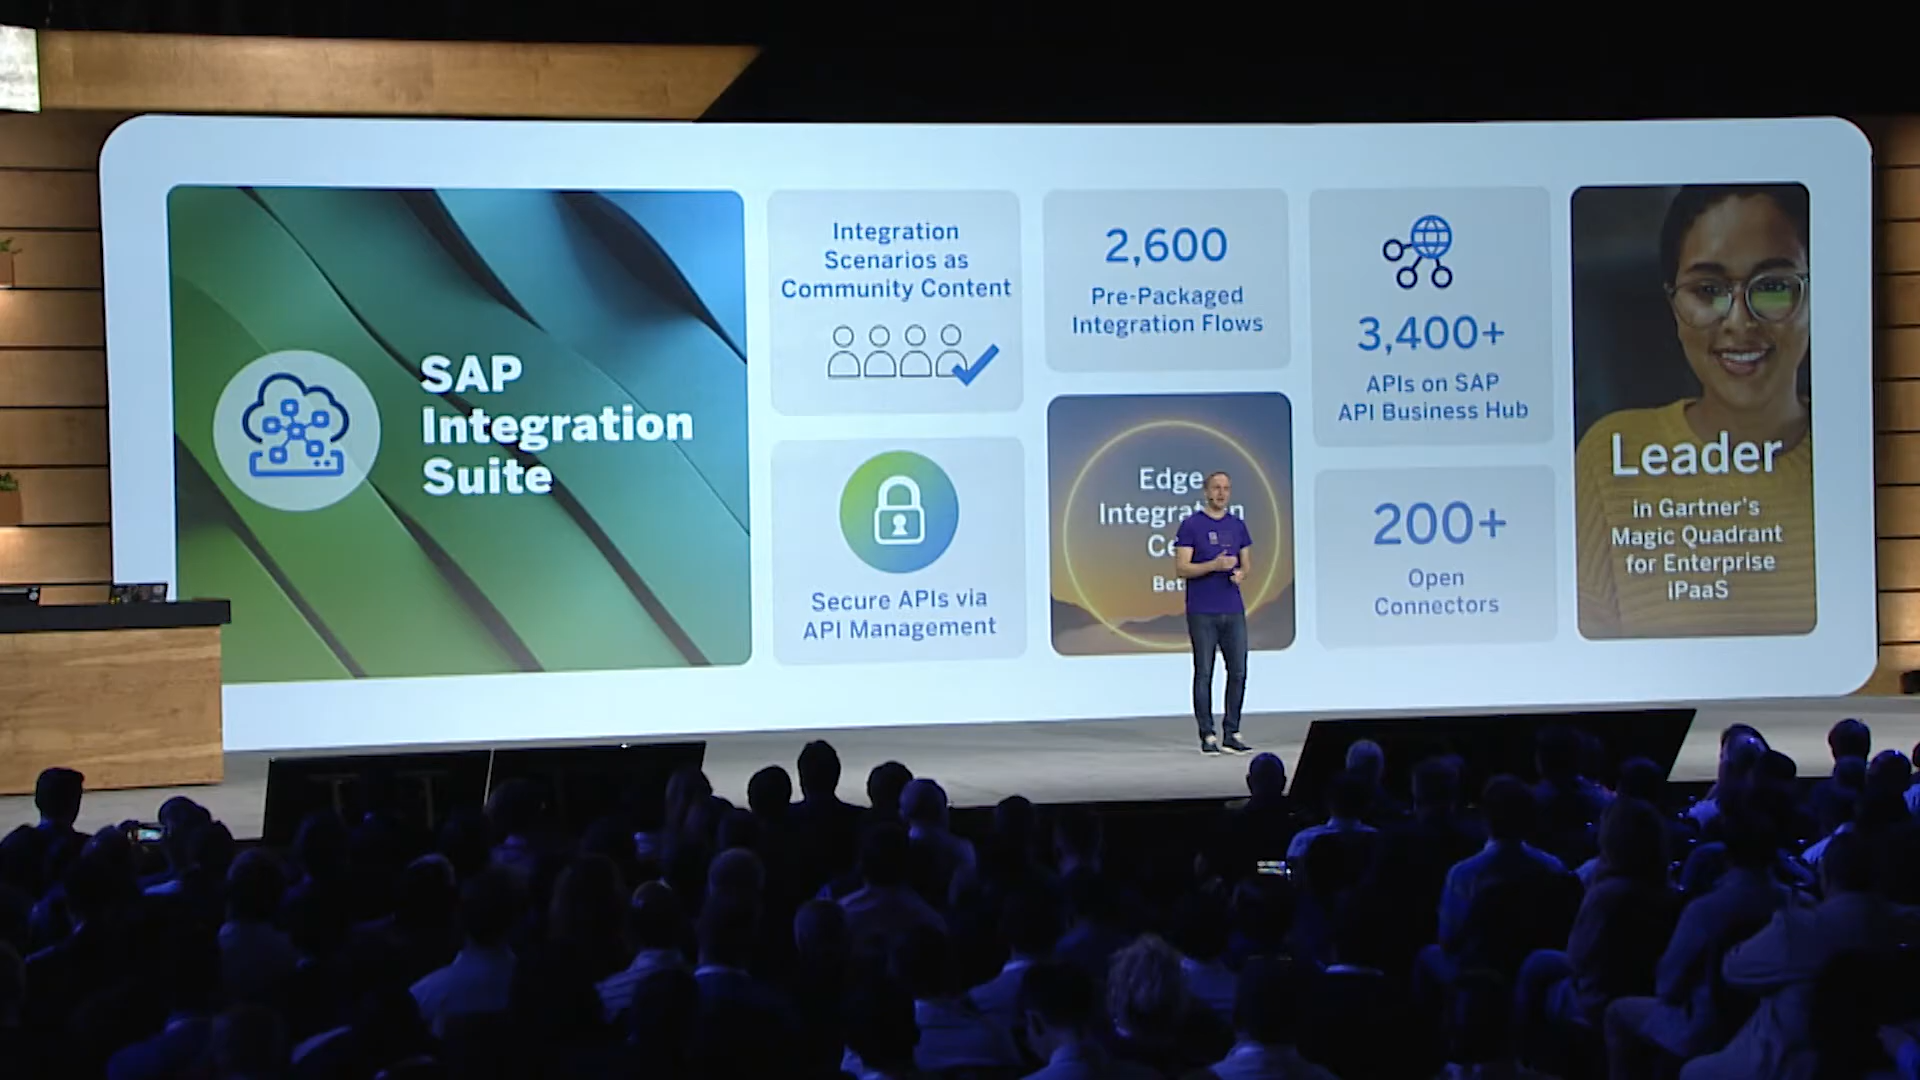 SAP
Integration
Suite
Integration
Scenarios as
Community Content
Secure APIs via
API Management
2,600
Pre-Packaged
Integration Flows
Edge
3,400+
APIs on SAP
API Business Hub
200+
Open
Connectors
Leader
in Gartner's
Magic Quadrant
for Enterprise
iPaaS